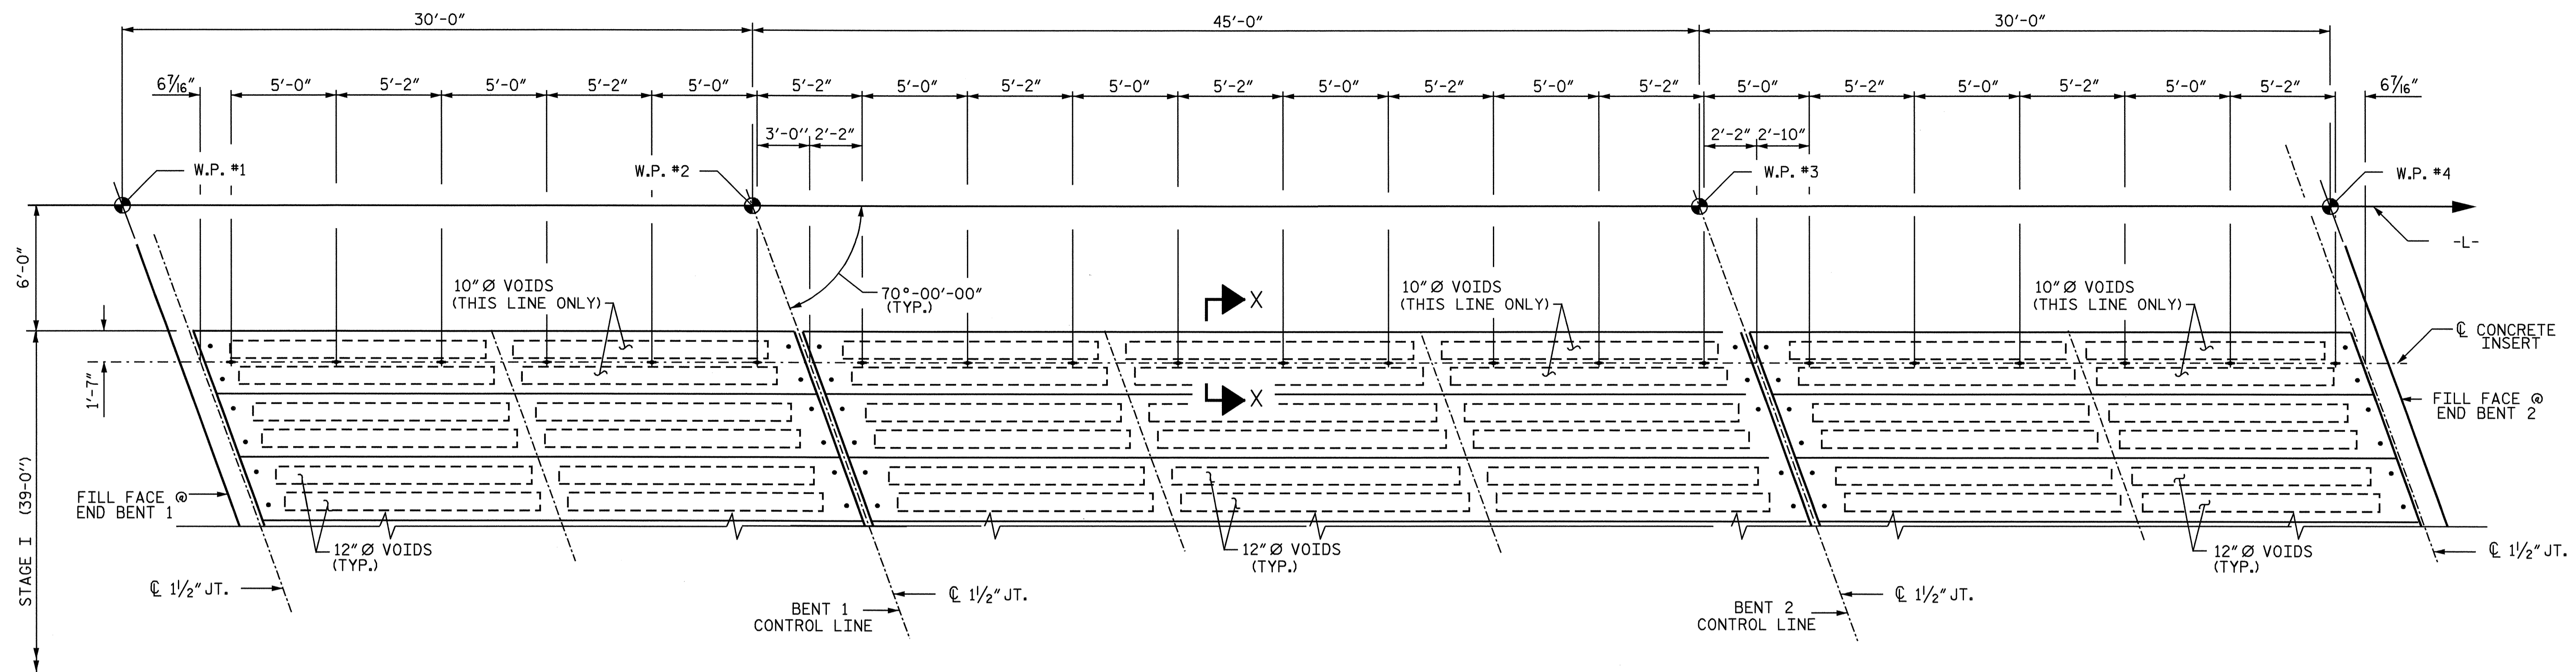 30'-0" 45'-0" 30'-0"
6 7/16" 5'-0" 5'-2" 5'-0" 5'-2" 5'-0" 5'-2" 5'-0" 5'-2" 5'-0" 5'-2" 5'-0" 5'-2" 5'-0" 5'-2" 5'-0" 5'-2" 5'-0" 5'-2" 5'-0" 5'-2" 6 7/16"
3'-0" 2'-2" 2'-2" 2'-10"
W.P. #1
W.P. #2
W.P. #3
W.P. #4
-L-
6'-0"
10" Ø VOIDS
(THIS LINE ONLY)
70°-00'-00"
(TYP.)
X
10" Ø VOIDS
(THIS LINE ONLY)
10" Ø VOIDS
(THIS LINE ONLY)
℄ CONCRETE
INSERT
1'-7"
X
FILL FACE @
END BENT 2
STAGE I (39'-0")
FILL FACE @
END BENT 1
12" Ø VOIDS
(TYP.)
12" Ø VOIDS
(TYP.)
12" Ø VOIDS
(TYP.)
℄ 1 1/2" JT.
℄ 1 1/2" JT.
℄ 1 1/2" JT.
℄ 1 1/2" JT.
BENT 1
CONTROL LINE
BENT 2
CONTROL LINE